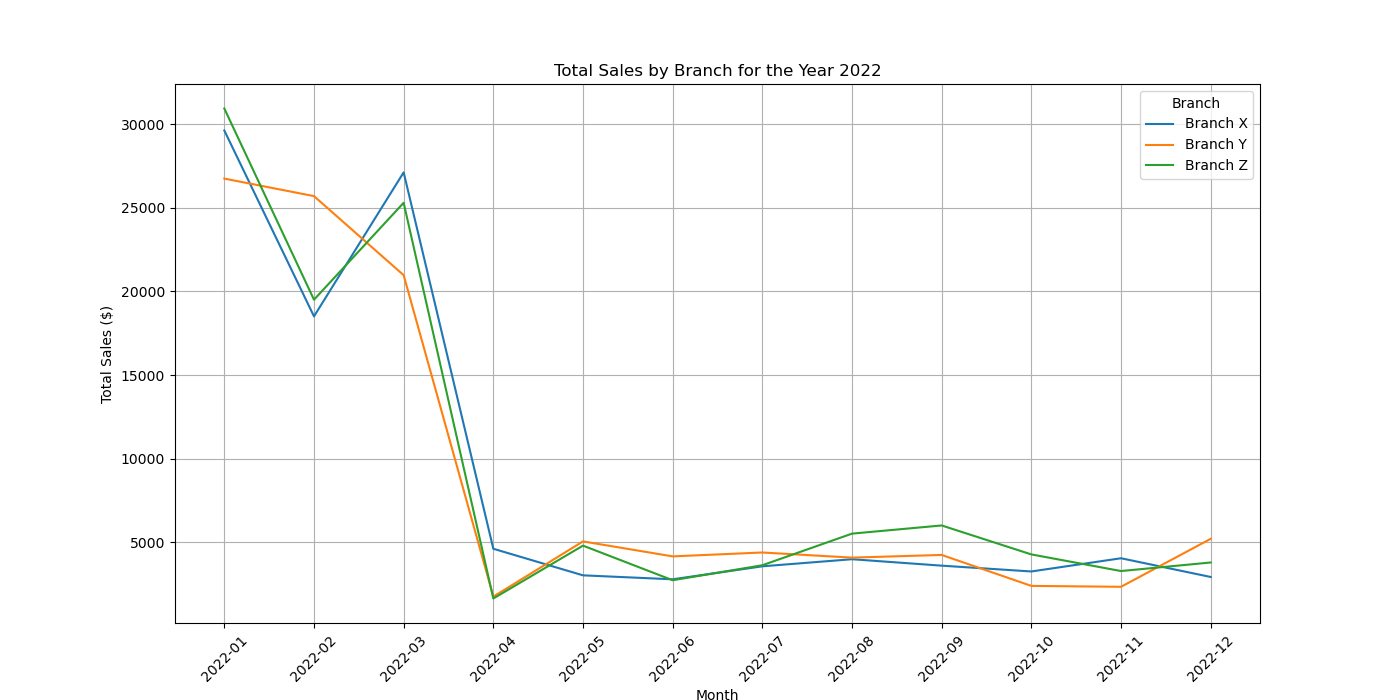 Total Sales by Branch for the Year 2022
Branch
Branch X
Branch Y
Branch Z
Total Sales ($)
30000
25000
20000
15000
10000
5000
2022-01
2022-02
2022-03
2022-04
2022-05
2022-06
2022-07
2022-08
2022-09
2022-10
2022-11
2022-12
Month